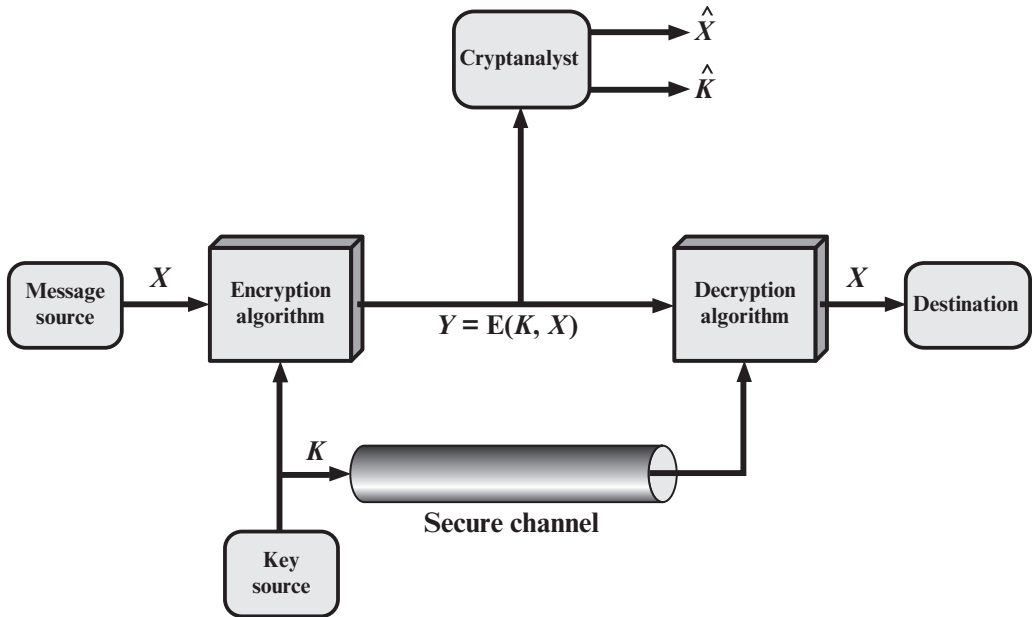 Cryptanalyst
X̂
K̂
Message
source
X
Encryption
algorithm
Y = E(K, X)
Decryption
algorithm
X
Destination
K
Secure channel
Key
source